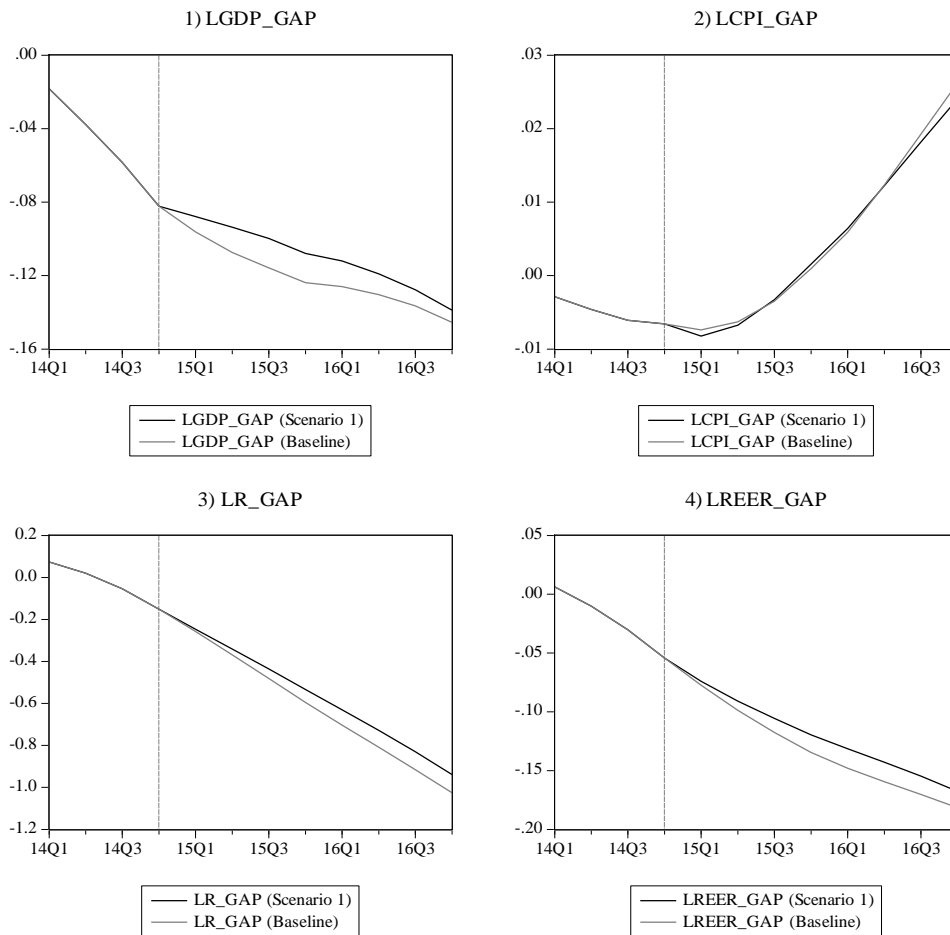 1) LGDP_GAP
.00
-.04
-.08
-.12
-.16
14Q1 14Q3 15Q1 15Q3 16Q1 16Q3
LGDP_GAP (Scenario 1)
LGDP_GAP (Baseline)
2) LCPI_GAP
.03
.02
.01
.00
-.01
14Q1 14Q3 15Q1 15Q3 16Q1 16Q3
LCPI_GAP (Scenario 1)
LCPI_GAP (Baseline)
3) LR_GAP
0.2
0.0
-0.2
-0.4
-0.6
-0.8
-1.0
-1.2
14Q1 14Q3 15Q1 15Q3 16Q1 16Q3
LR_GAP (Scenario 1)
LR_GAP (Baseline)
4) LREER_GAP
.05
.00
-.05
-.10
-.15
-.20
14Q1 14Q3 15Q1 15Q3 16Q1 16Q3
LREER_GAP (Scenario 1)
LREER_GAP (Baseline)